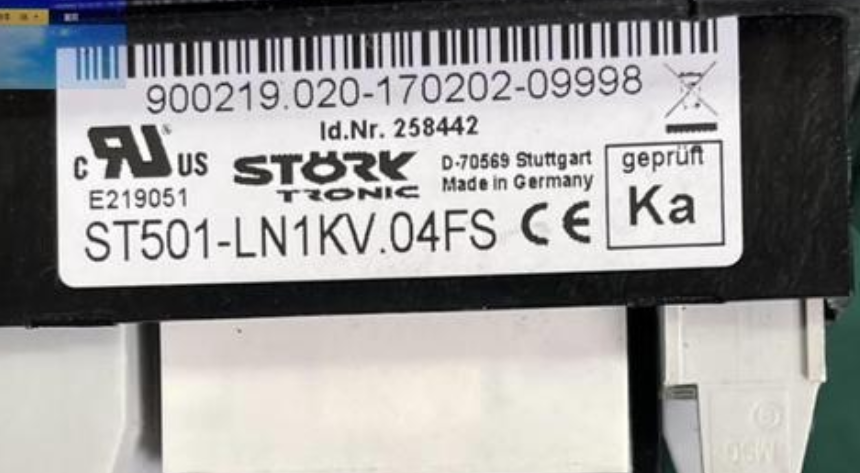 900219.020-170202-09998
Id.Nr. 258442
c RU ® US
E219051
STÖRK
TRONIC
D-70569 Stuttgart
Made in Germany
geprüft
Ka
ST501-LN1KV.04FS CE